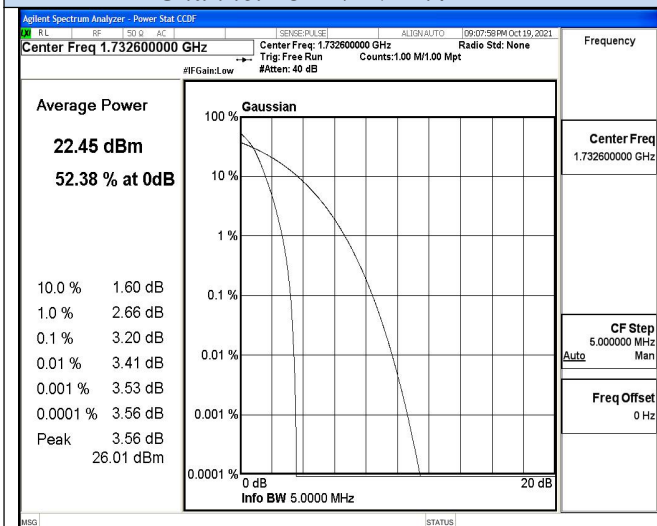 Agilent Spectrum Analyzer - Power Stat CCDF
RL RF 50 Ω AC SENSE:PULSE ALIGN AUTO 09:07:58 PM Oct 19, 2021
Center Freq 1.732600000 GHz
Center Freq: 1.732600000 GHz Radio Std: None
Trig: Free Run Counts:1.00 M/1.00 Mpt
#IFGain:Low #Atten: 40 dB
Average Power
22.45 dBm
52.38 % at 0dB
10.0 % 1.60 dB
1.0 % 2.66 dB
0.1 % 3.20 dB
0.01 % 3.41 dB
0.001 % 3.53 dB
0.0001 % 3.56 dB
Peak 3.56 dB
26.01 dBm
Gaussian
100 %
10 %
1 %
0.1 %
0.01 %
0.001 %
0.0001 %
0 dB 20 dB
Info BW 5.0000 MHz
Frequency
Center Freq
1.732600000 GHz
CF Step
5.000000 MHz
Auto Man
Freq Offset
0 Hz
MSG STATUS